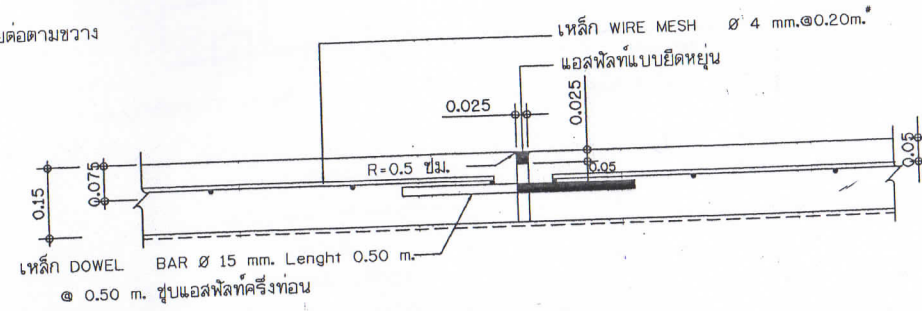 ต่อตามขวาง
เหล็ก WIRE MESH Ø 4 mm.@0.20m.
แอสฟัลท์แบบยืดหยุ่น
0.025
0.025
R=0.5 ซม.
0.05
0.05
0.075
0.15
เหล็ก DOWEL BAR Ø 15 mm. Lenght 0.50 m.
@ 0.50 m. ชุบแอสฟัลท์ครึ่งท่อน